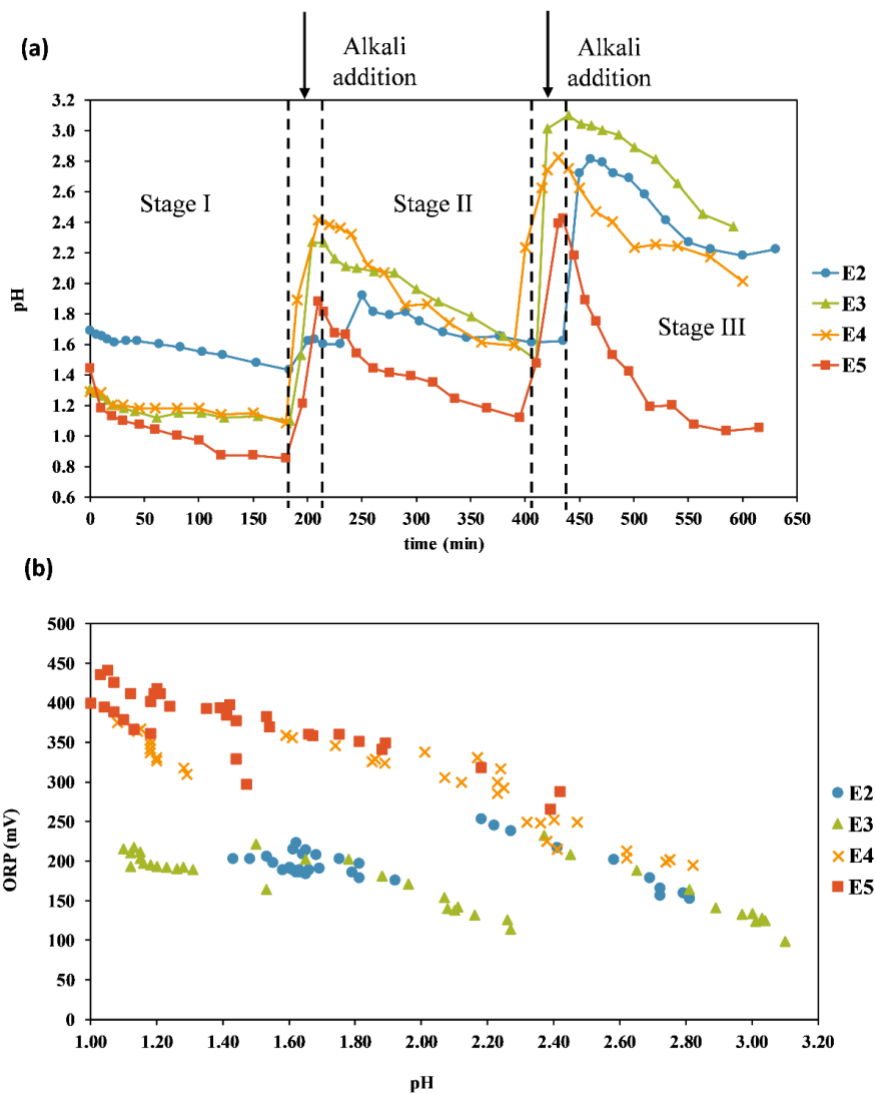 (a)
Alkali
addition
Alkali
addition
3.2
3.0
2.8
2.6
2.4
2.2
2.0
1.8
1.6
1.4
1.2
1.0
0.8
0.6
pH
Stage I
Stage II
Stage III
E2
E3
E4
E5
0 50 100 150 200 250 300 350 400 450 500 550 600 650
time (min)
(b)
500
450
400
350
300
250
200
150
100
50
0
ORP (mV)
E2
E3
E4
E5
1.00 1.20 1.40 1.60 1.80 2.00 2.20 2.40 2.60 2.80 3.00 3.20
pH